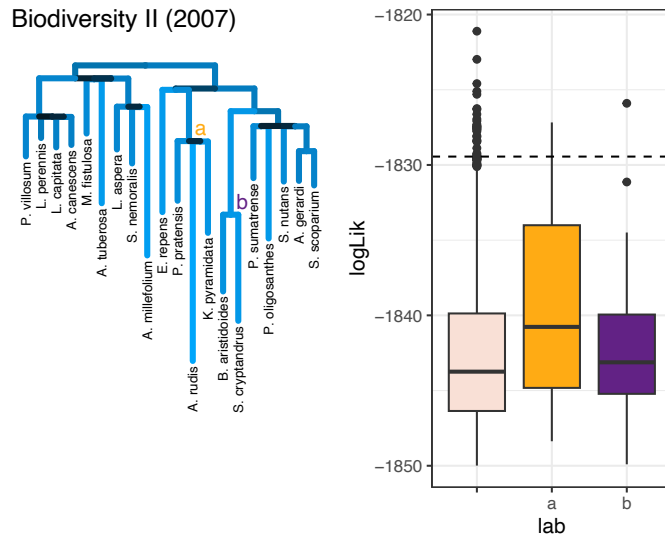 Biodiversity II (2007)
P. villosum
L. perennis
L. capitata
A. canescens
M. fistulosa
A. tuberosa
L. aspera
S. nemoralis
A. millefolium
E. repens
P. pratensis
a
A. rudis
K. pyramidata
B. aristidoides
b
S. cryptandrus
P. sumatrense
P. oligosanthes
S. nutans
A. gerardi
S. scoparium
logLik
−1820
−1830
−1840
−1850
a b
lab